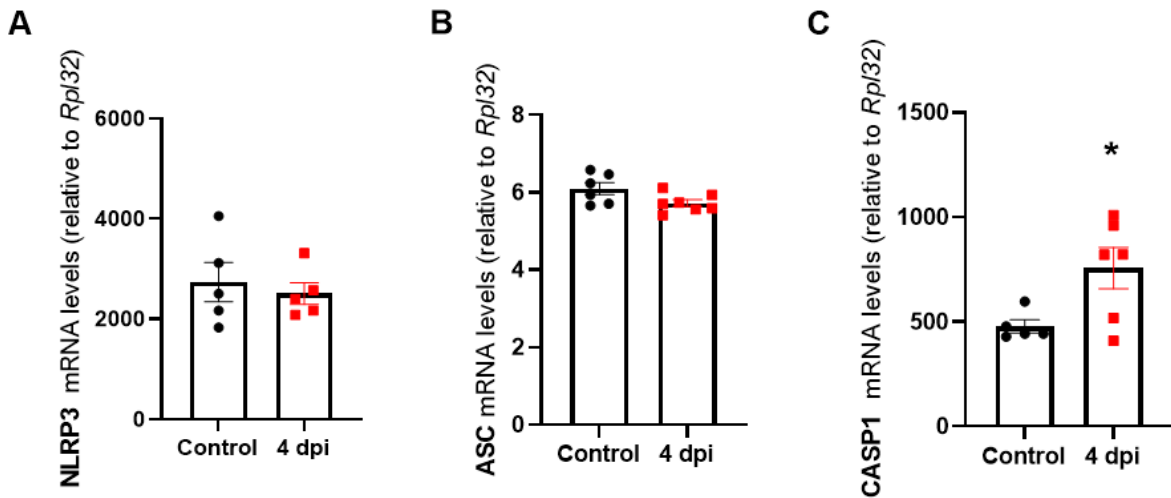 A
NLRP3 mRNA levels (relative to Rpl32)
6000
4000
2000
0
Control 4 dpi
B
ASC mRNA levels (relative to Rpl32)
8
6
4
2
0
Control 4 dpi
C
CASP1 mRNA levels (relative to Rpl32)
1500
1000
500
0
*
Control 4 dpi